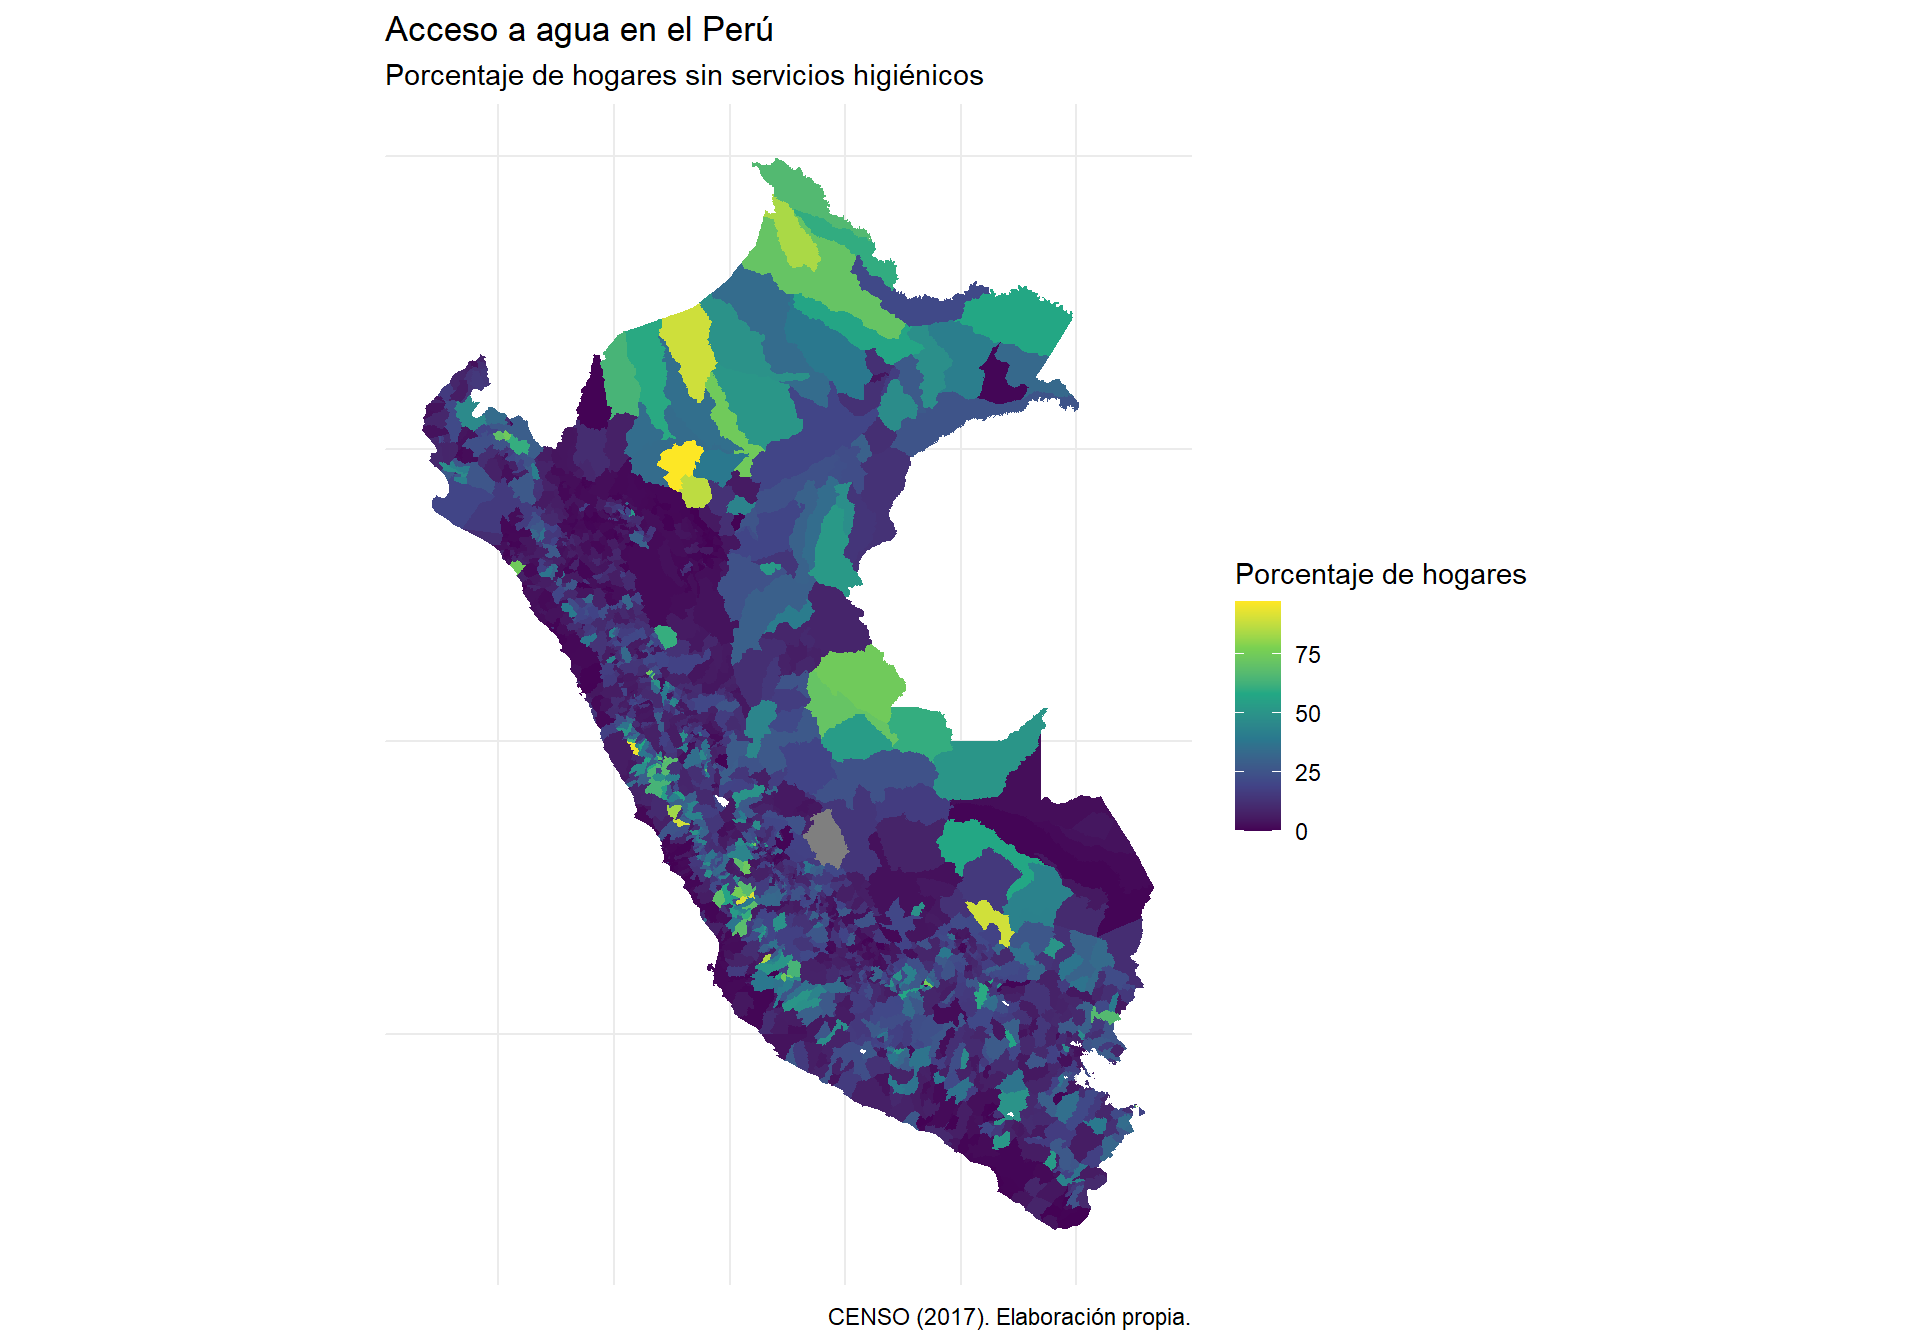 Acceso a agua en el Perú
Porcentaje de hogares sin servicios higiénicos
Porcentaje de hogares
75
50
25
0
CENSO (2017). Elaboración propia.